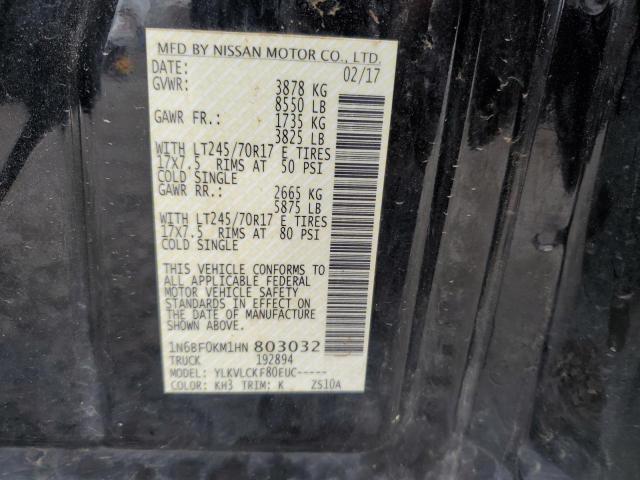 MFD BY NISSAN MOTOR CO., LTD.
DATE: 02/17
GVWR: 3878 KG
8550 LB
GAWR FR.: 1735 KG
3825 LB
WITH LT245/70R17 E TIRES
17X7.5 RIMS AT 50 PSI
COLD SINGLE
GAWR RR.: 2665 KG
5875 LB
WITH LT245/70R17 E TIRES
17X7.5 RIMS AT 80 PSI
COLD SINGLE
THIS VEHICLE CONFORMS TO
ALL APPLICABLE FEDERAL
MOTOR VEHICLE SAFETY
STANDARDS IN EFFECT ON
THE DATE OF MANUFACTURE
SHOWN ABOVE.
1N6BF0KM1HN 803032
TRUCK 192894
MODEL: YLKVLCKF80EUC-----
COLOR: KH3 TRIM: K ZS10A